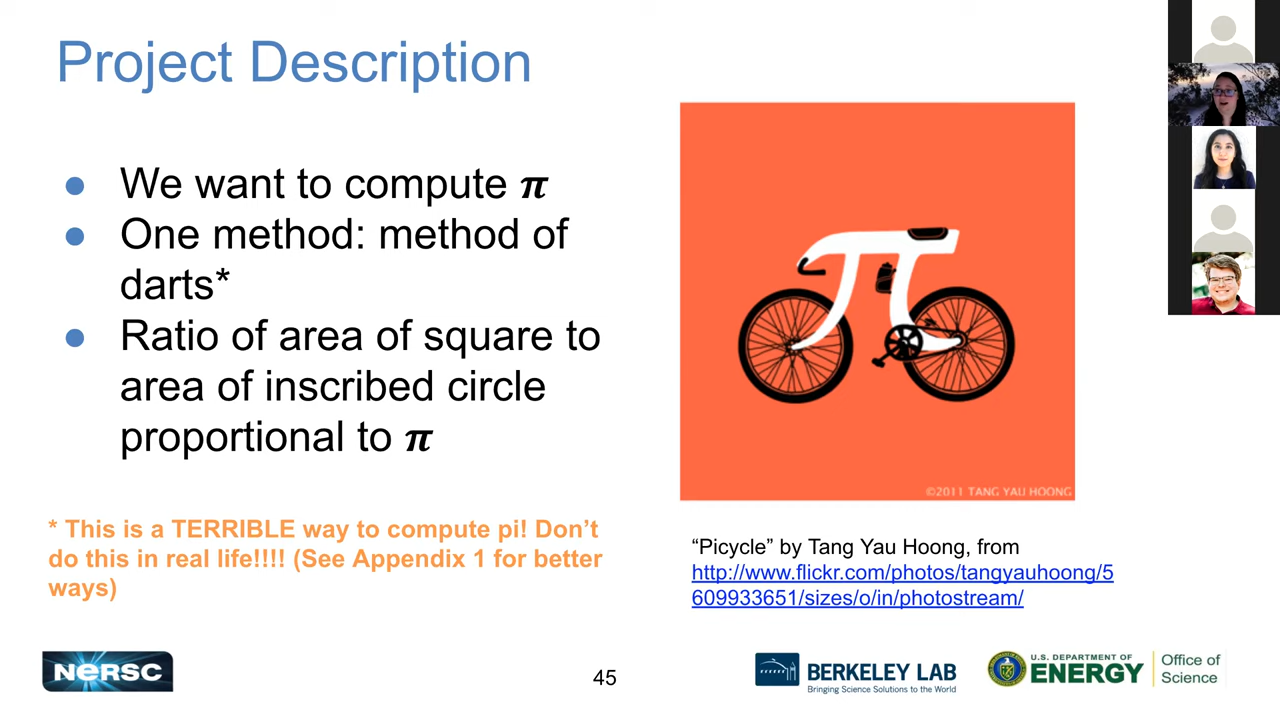 Project Description
● We want to compute π
● One method: method of
darts*
● Ratio of area of square to
area of inscribed circle
proportional to π
* This is a TERRIBLE way to compute pi! Don’t
do this in real life!!!! (See Appendix 1 for better
ways)
©2011 TANG YAU HOONG
“Picycle” by Tang Yau Hoong, from
http://www.flickr.com/photos/tangyauhoong/5
609933651/sizes/o/in/photostream/
NERSC
45
BERKELEY LAB
Bringing Science Solutions to the World
U.S. DEPARTMENT OF
ENERGY
Office of
Science